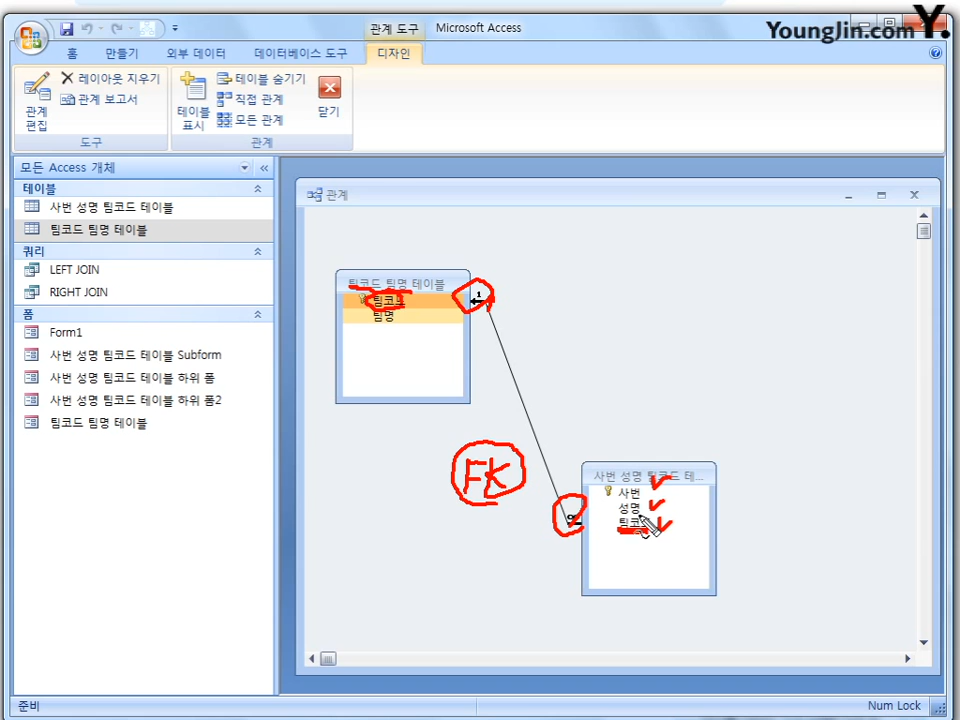 관계 도구
Microsoft Access
YoungJin.com Y.
홈
만들기
외부 데이터
데이터베이스 도구
디자인
관계
편집
레이아웃 지우기
관계 보고서
도구
테이블
표시
테이블 숨기기
직접 관계
모든 관계
닫기
관계
모든 Access 개체
테이블
사번 성명 팀코드 테이블
팀코드 팀명 테이블
쿼리
LEFT JOIN
RIGHT JOIN
폼
Form1
사번 성명 팀코드 테이블 Subform
사번 성명 팀코드 테이블 하위 폼
사번 성명 팀코드 테이블 하위 폼2
팀코드 팀명 테이블
관계
팀코드 팀명 테이블
팀코드
팀명
1
FK
사번 성명 팀코드 테...
사번
성명
팀코드
∞
준비
Num Lock